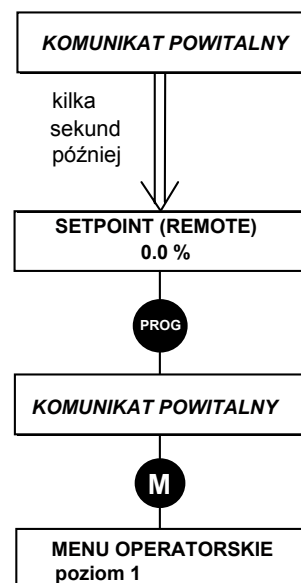 KOMUNIKAT POWITALNY
kilka
sekund
później
SETPOINT (REMOTE)
0.0 %
PROG
KOMUNIKAT POWITALNY
M
MENU OPERATORSKIE
poziom 1